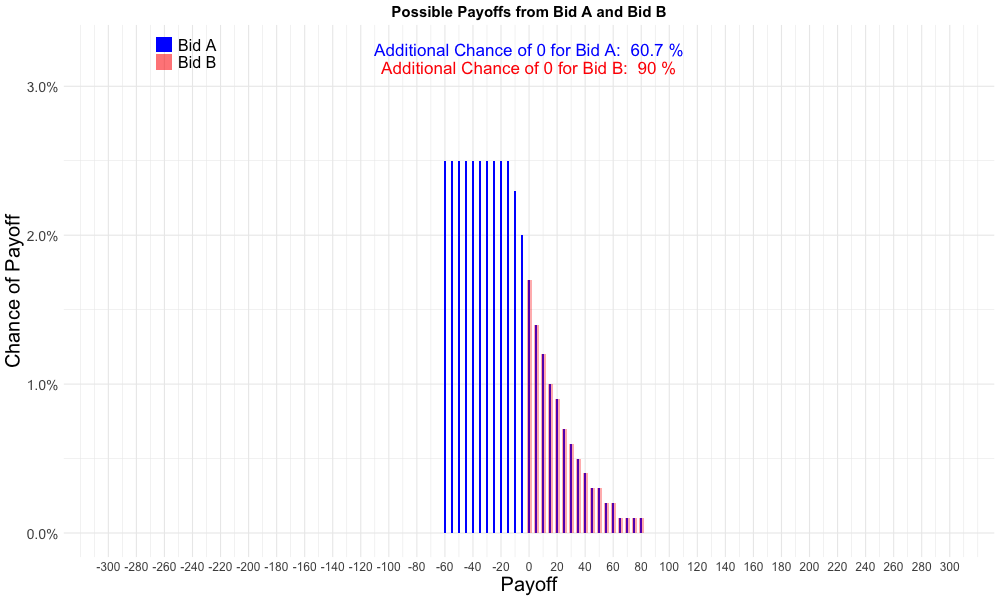 Possible Payoffs from Bid A and Bid B
Bid A
Bid B
Additional Chance of 0 for Bid A:  60.7 %
Additional Chance of 0 for Bid B:  90 %
Chance of Payoff
3.0%
2.0%
1.0%
0.0%
-300 -280 -260 -240 -220 -200 -180 -160 -140 -120 -100 -80 -60 -40 -20 0 20 40 60 80 100 120 140 160 180 200 220 240 260 280 300
Payoff